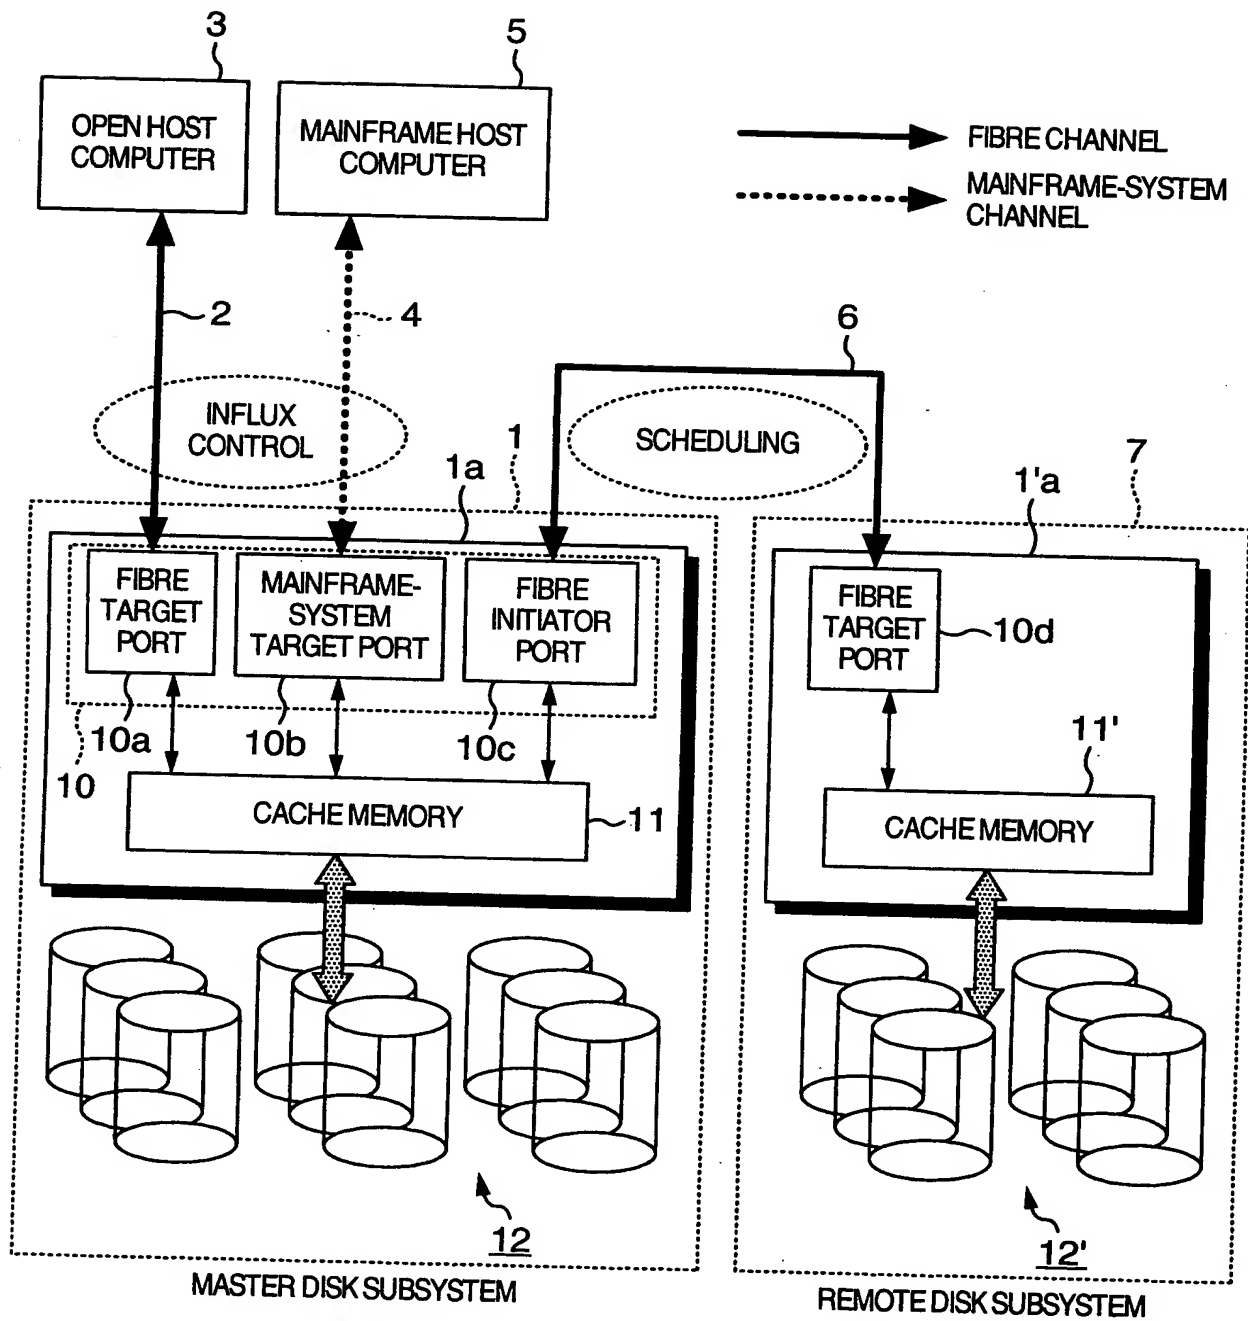 3
5
OPEN HOST
COMPUTER
MAINFRAME HOST
COMPUTER
FIBRE CHANNEL
MAINFRAME-SYSTEM
CHANNEL
2
4
6
INFLUX
CONTROL
SCHEDULING
1
1a
7
1'a
FIBRE
TARGET
PORT
MAINFRAME-
SYSTEM
TARGET PORT
FIBRE
INITIATOR
PORT
FIBRE
TARGET
PORT
10d
10a
10b
10c
10
11'
CACHE MEMORY
11
CACHE MEMORY
12
12'
MASTER DISK SUBSYSTEM
REMOTE DISK SUBSYSTEM